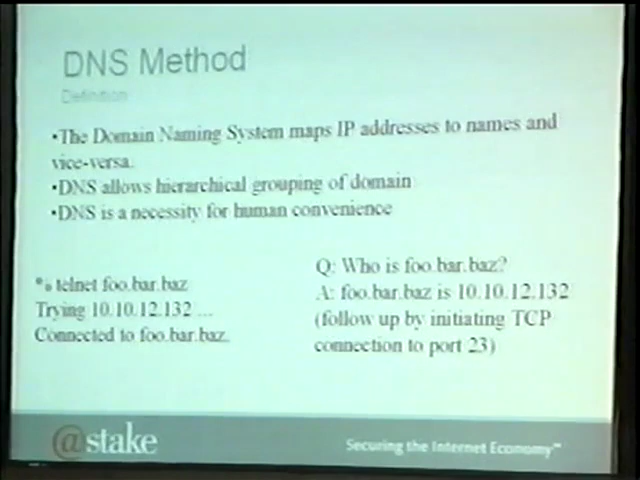 DNS Method
Definition
•The Domain Naming System maps IP addresses to names and
vice-versa.
•DNS allows hierarchical grouping of domain
•DNS is a necessity for human convenience
% telnet foo.bar.baz
Trying 10.10.12.132 ...
Connected to foo.bar.baz.
Q: Who is foo.bar.baz?
A: foo.bar.baz is 10.10.12.132
(follow up by initiating TCP
connection to port 23)
@stake
Securing the Internet Economy™